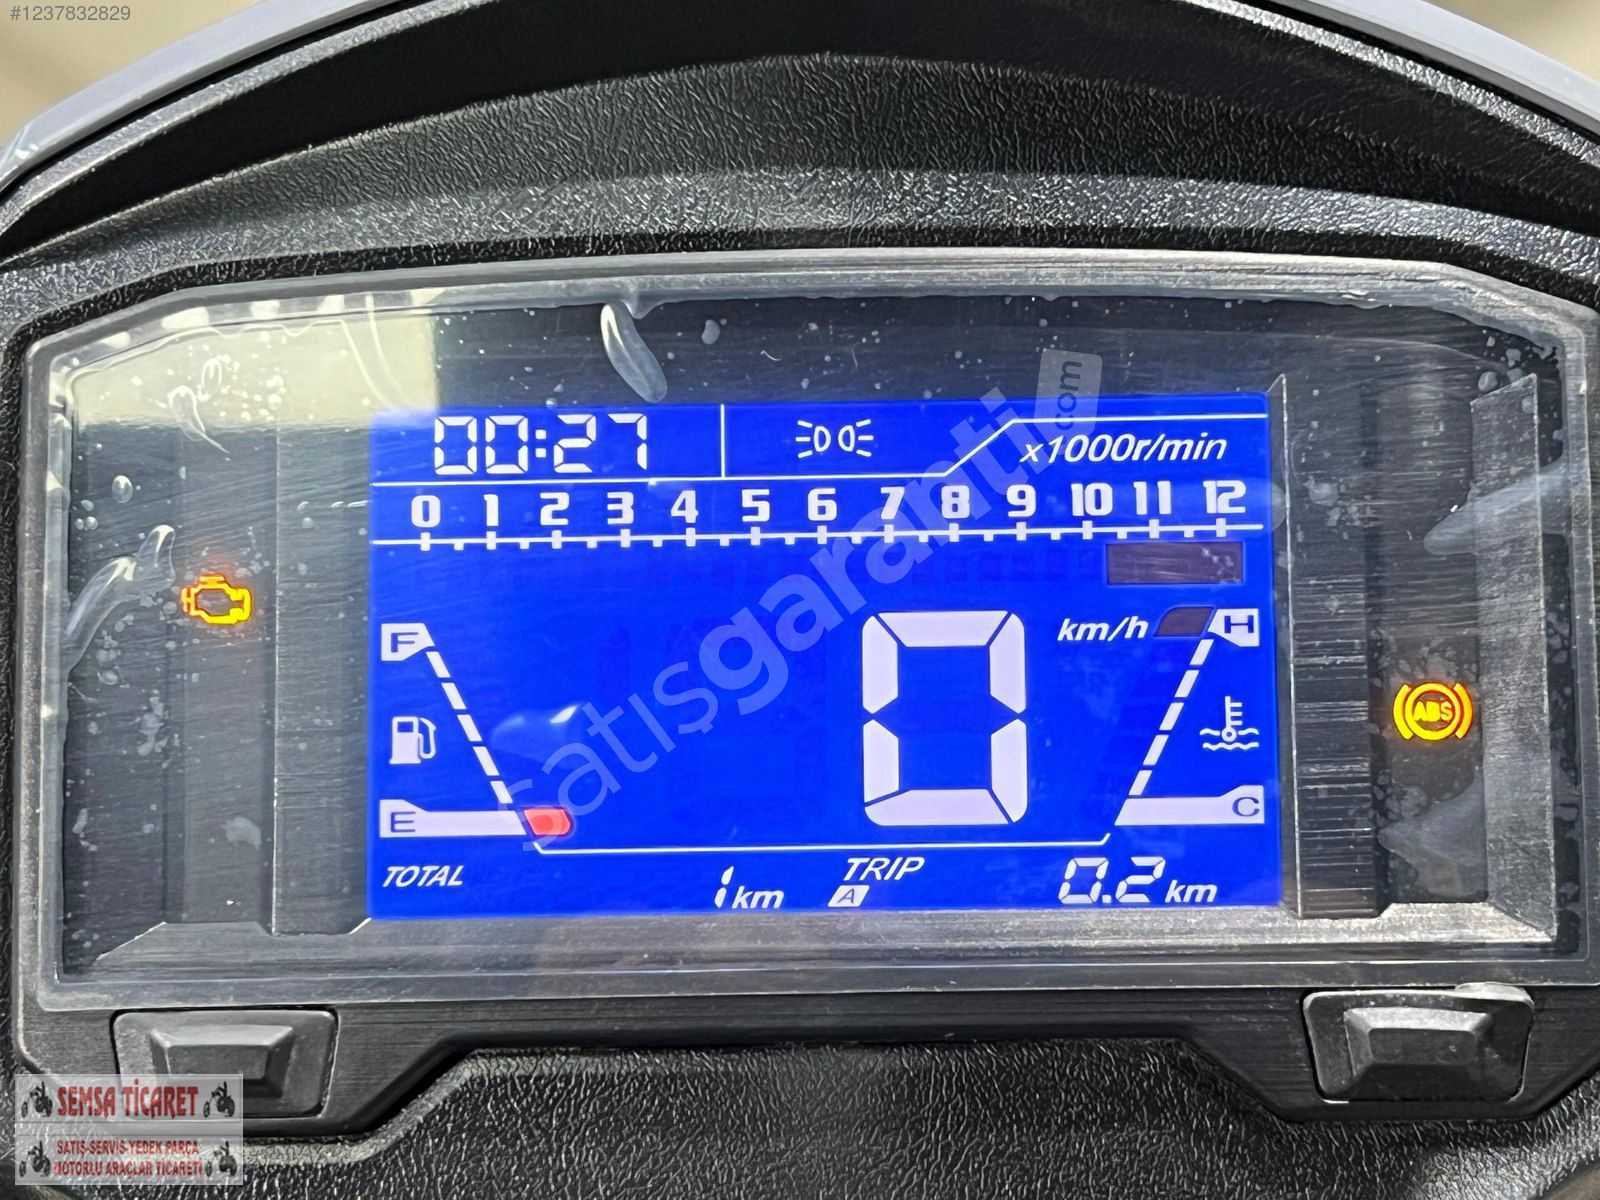 #1237832829
00:27
x1000r/min
0 1 2 3 4 5 6 7 8 9 10 11 12
satışgaranti.com
km/h
F
H
ABS
0
E
C
TOTAL 1km TRIP A 0.2 km
SEMSA TİCARET
SATIŞ-SERVİS-YEDEK PARÇA
MOTORLU ARAÇLAR TİCARETİ